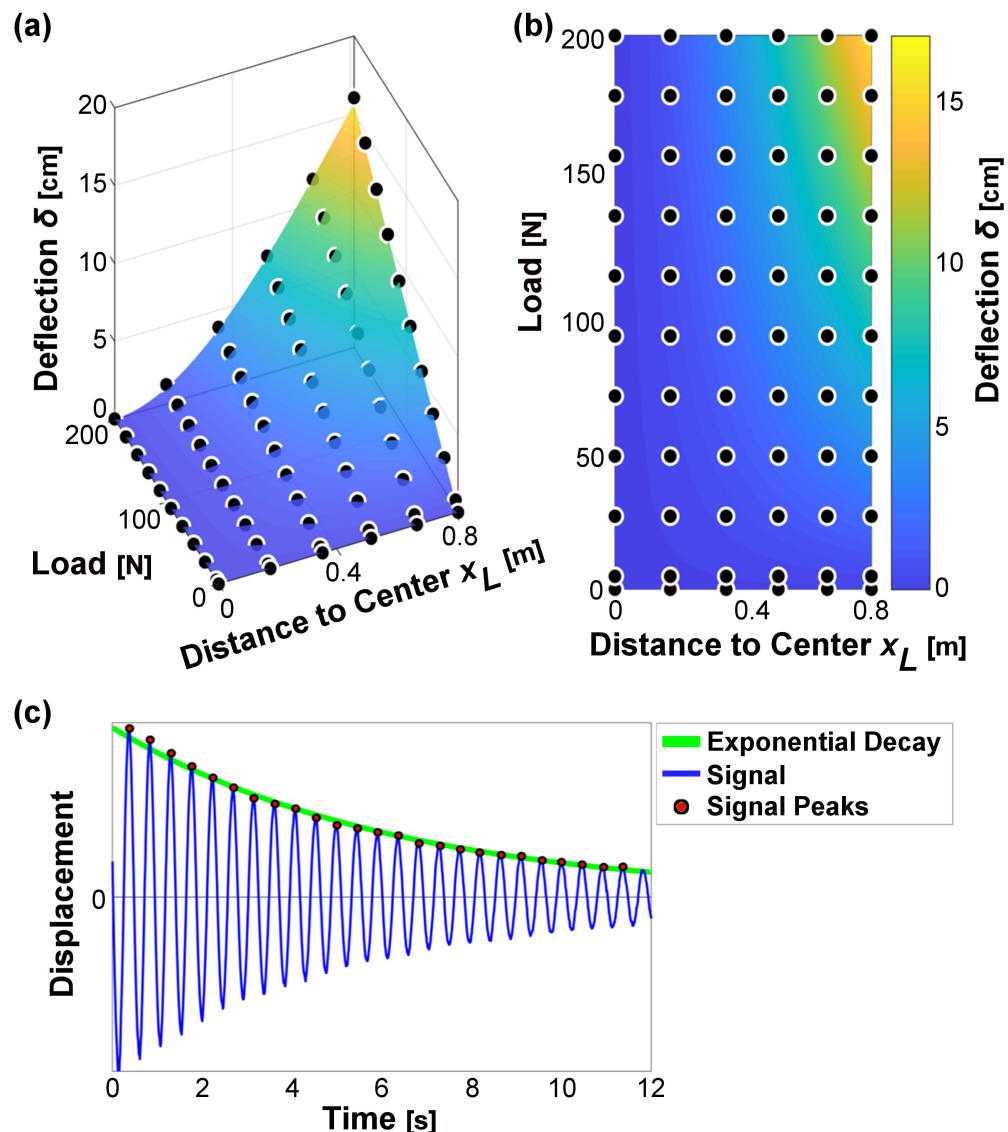 (a)
20
15
10
5
0
Deflection δ [cm]
200
100
0
Load [N]
0
0.4
0.8
Distance to Center x_L [m]
(b)
200
150
100
50
0
Load [N]
0
0.4
0.8
Distance to Center x_L [m]
15
10
5
0
Deflection δ [cm]
(c)
Displacement
0
0 2 4 6 8 10 12
Time [s]
Exponential Decay
Signal
Signal Peaks